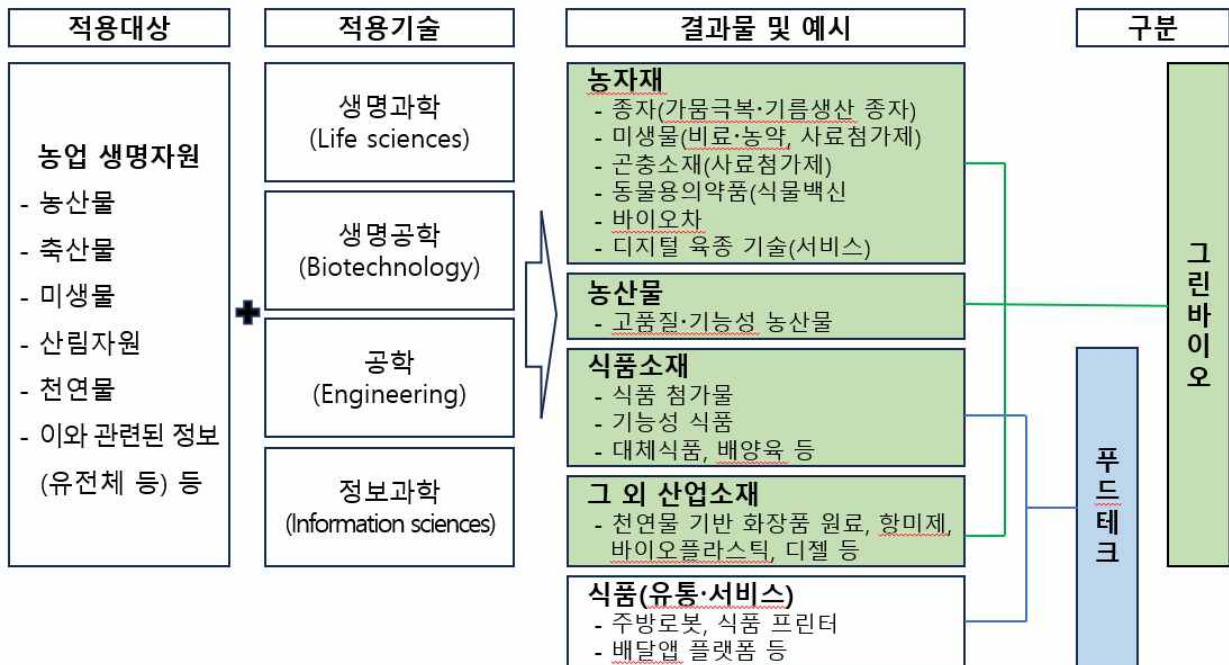 적용대상
적용기술
결과물 및 예시
구분
농업 생명자원
- 농산물
- 축산물
- 미생물
- 산림자원
- 천연물
- 이와 관련된 정보
(유전체 등) 등
생명과학
(Life sciences)
생명공학
(Biotechnology)
공학
(Engineering)
정보과학
(Information sciences)
농자재
- 종자(가뭄극복·기름생산 종자)
- 미생물(비료·농약, 사료첨가제)
- 곤충소재(사료첨가제)
- 동물용의약품(식물백신
- 바이오차
- 디지털 육종 기술(서비스)
농산물
- 고품질·기능성 농산물
식품소재
- 식품 첨가물
- 기능성 식품
- 대체식품, 배양육 등
그 외 산업소재
- 천연물 기반 화장품 원료, 항미제,
바이오플라스틱, 디젤 등
식품(유통·서비스)
- 주방로봇, 식품 프린터
- 배달앱 플랫폼 등
그린바이오
푸드테크